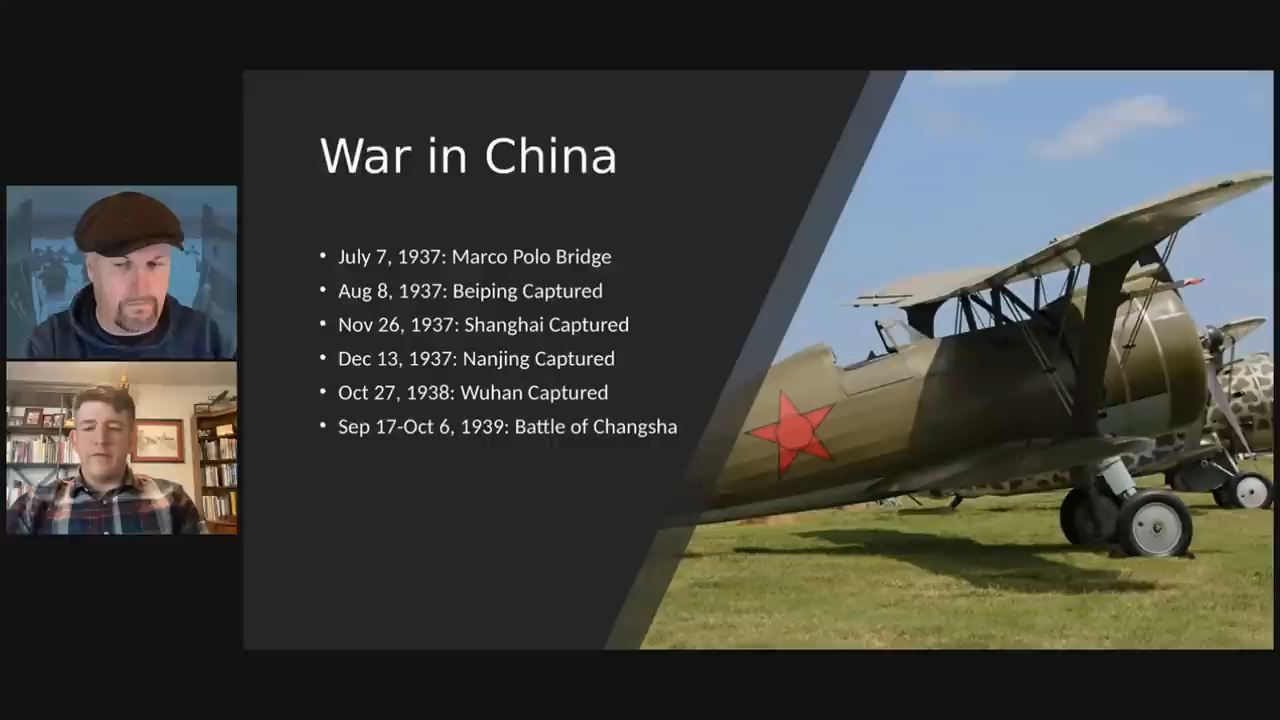 War in China
• July 7, 1937: Marco Polo Bridge
• Aug 8, 1937: Beiping Captured
• Nov 26, 1937: Shanghai Captured
• Dec 13, 1937: Nanjing Captured
• Oct 27, 1938: Wuhan Captured
• Sep 17-Oct 6, 1939: Battle of Changsha